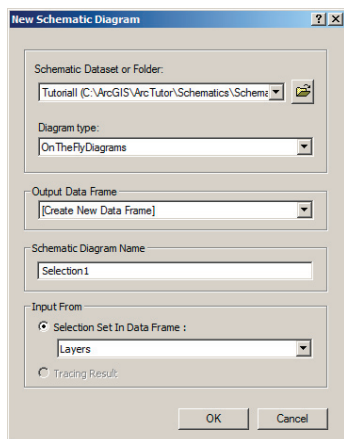 New Schematic Diagram
Schematic Dataset or Folder:
TutorialI (C:\ArcGIS\ArcTutor\Schematics\Schema
Diagram type:
OnTheFlyDiagrams
Output Data Frame
[Create New Data Frame]
Schematic Diagram Name
Selection1
Input From
Selection Set In Data Frame :
Layers
Tracing Result
OK Cancel